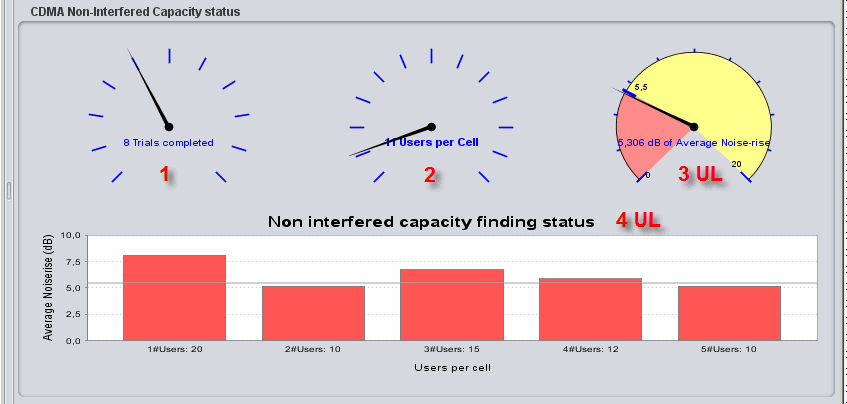 CDMA Non-Interfered Capacity status
8 Trials completed
11 Users per Cell
5,5
5,306 dB of Average Noise-rise
0
20
1
2
3 UL
Non interfered capacity finding status
4 UL
Average Noiserise (dB)
10,0
7,5
5,0
2,5
0,0
1#Users: 20
2#Users: 10
3#Users: 15
4#Users: 12
5#Users: 10
Users per cell